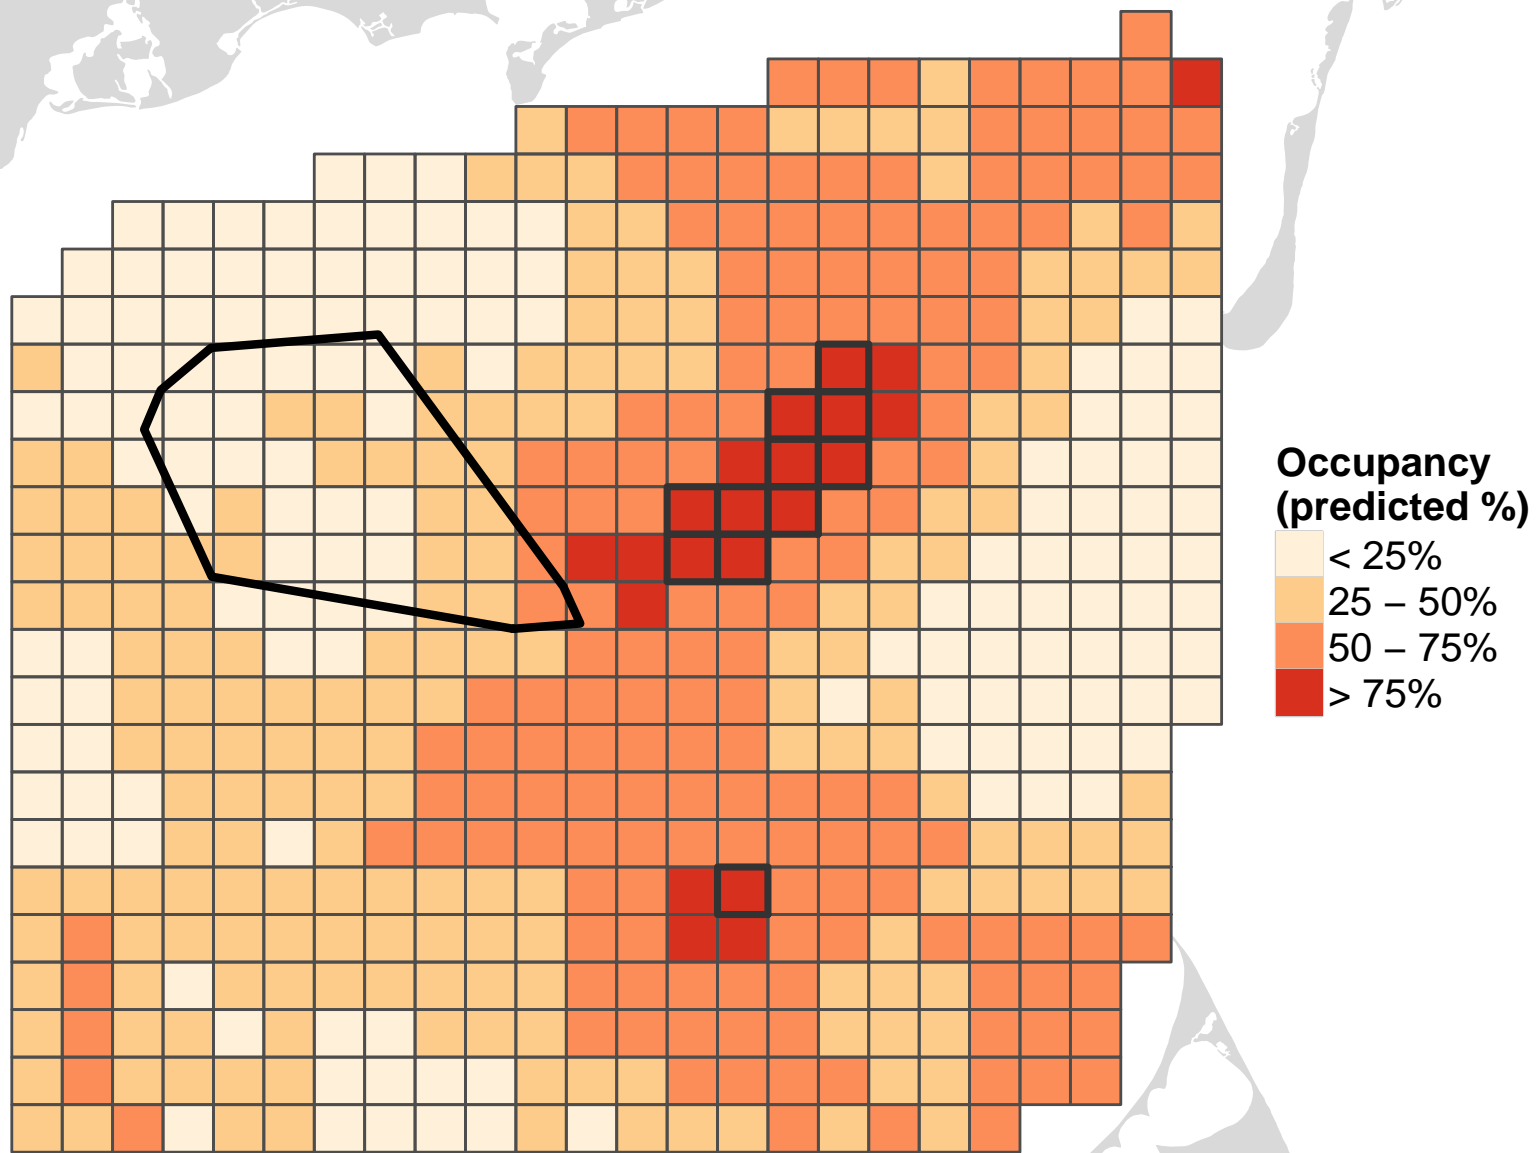 Occupancy
(predicted %)
< 25%
25 – 50%
50 – 75%
> 75%